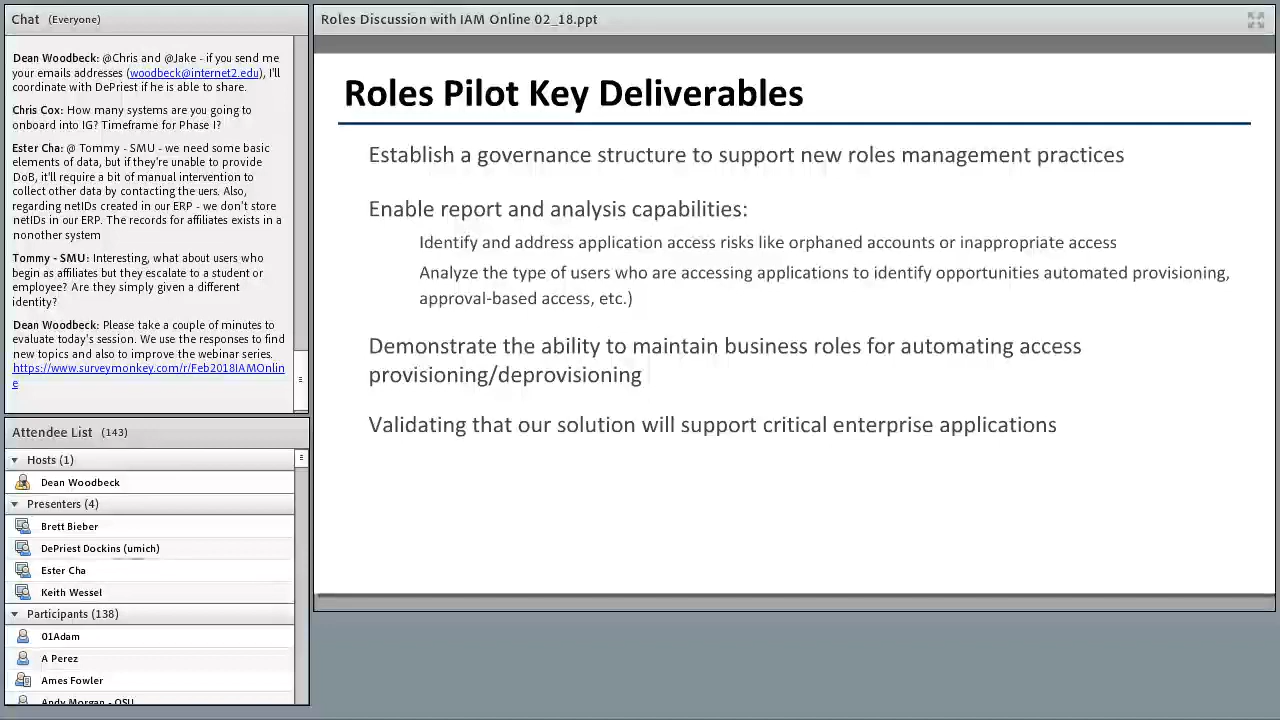 Chat (Everyone)
Dean Woodbeck: @Chris and @Jake - if you send me
your emails addresses (woodbeck@internet2.edu), I'll
coordinate with DePriest if he is able to share.
Chris Cox: How many systems are you going to
onboard into IG? Timeframe for Phase I?
Ester Cha: @ Tommy - SMU - we need some basic
elements of data, but if they're unable to provide
DoB, it'll require a bit of manual intervention to
collect other data by contacting the uers. Also,
regarding netIDs created in our ERP - we don't store
netIDs in our ERP. The records for affiliates exists in a
nonother system
Tommy - SMU: Interesting, what about users who
begin as affiliates but they escalate to a student or
employee? Are they simply given a different
identity?
Dean Woodbeck: Please take a couple of minutes to
evaluate today's session. We use the responses to find
new topics and also to improve the webinar series.
https://www.surveymonkey.com/r/Feb2018IAMOnlin
e
Attendee List (143)
Hosts (1)
Dean Woodbeck
Presenters (4)
Brett Bieber
DePriest Dockins (umich)
Ester Cha
Keith Wessel
Participants (138)
01Adam
A Perez
Ames Fowler
Andy Morgan - OSU
Roles Discussion with IAM Online 02_18.ppt
Roles Pilot Key Deliverables
Establish a governance structure to support new roles management practices
Enable report and analysis capabilities:
Identify and address application access risks like orphaned accounts or inappropriate access
Analyze the type of users who are accessing applications to identify opportunities automated provisioning,
approval-based access, etc.)
Demonstrate the ability to maintain business roles for automating access
provisioning/deprovisioning
Validating that our solution will support critical enterprise applications